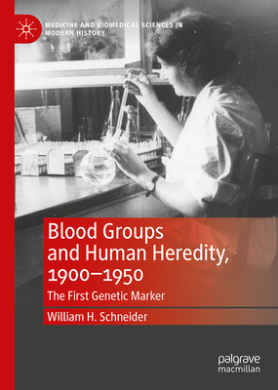 MEDICINE AND BIOMEDICAL SCIENCES IN
MODERN HISTORY
Blood Groups
and Human Heredity,
1900–1950
The First Genetic Marker
William H. Schneider
palgrave
macmillan